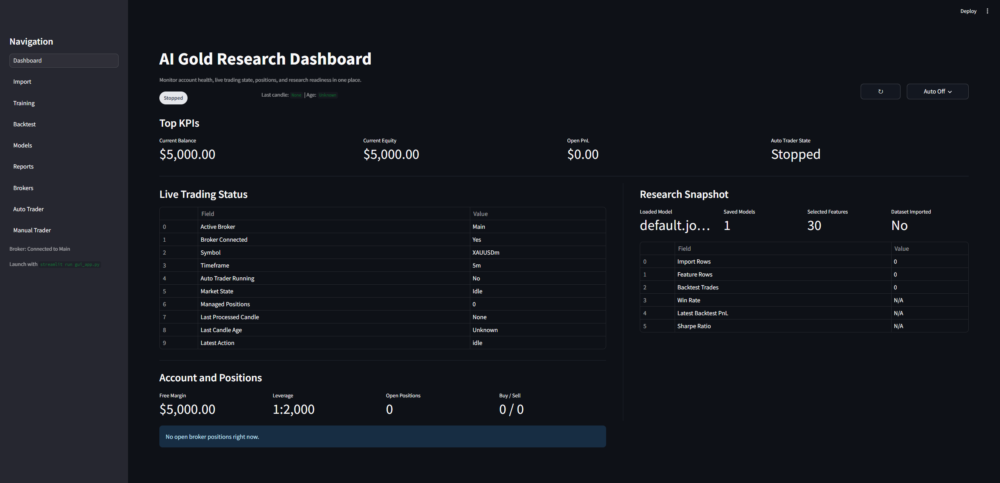 Deploy
Navigation
Dashboard
Import
Training
Backtest
Models
Reports
Brokers
Auto Trader
Manual Trader
Broker: Connected to Main
Launch with streamlit run gui_app.py
AI Gold Research Dashboard
Monitor account health, live trading state, positions, and research readiness in one place.
Stopped
Last candle: None | Age: Unknown
Auto Off
Top KPIs
Current Balance
$5,000.00
Current Equity
$5,000.00
Open PnL
$0.00
Auto Trader State
Stopped
Live Trading Status
Field Value
0 Active Broker Main
1 Broker Connected Yes
2 Symbol XAUUSDm
3 Timeframe 5m
4 Auto Trader Running No
5 Market State Idle
6 Managed Positions 0
7 Last Processed Candle None
8 Last Candle Age Unknown
9 Latest Action idle
Account and Positions
Free Margin
$5,000.00
Leverage
1:2,000
Open Positions
0
Buy / Sell
0 / 0
No open broker positions right now.
Research Snapshot
Loaded Model
default.jo...
Saved Models
1
Selected Features
30
Dataset Imported
No
Field Value
0 Import Rows 0
1 Feature Rows 0
2 Backtest Trades 0
3 Win Rate N/A
4 Latest Backtest PnL N/A
5 Sharpe Ratio N/A